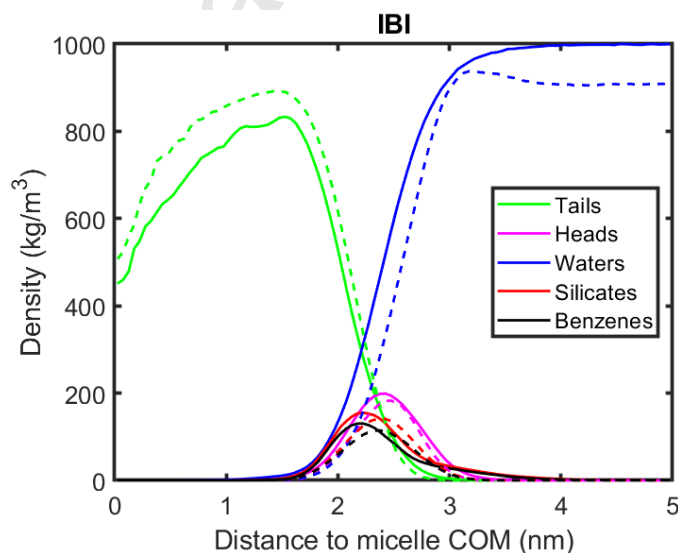 IBI
1000
800
600
400
200
0
Density (kg/m³)
Tails
Heads
Waters
Silicates
Benzenes
0 1 2 3 4 5
Distance to micelle COM (nm)